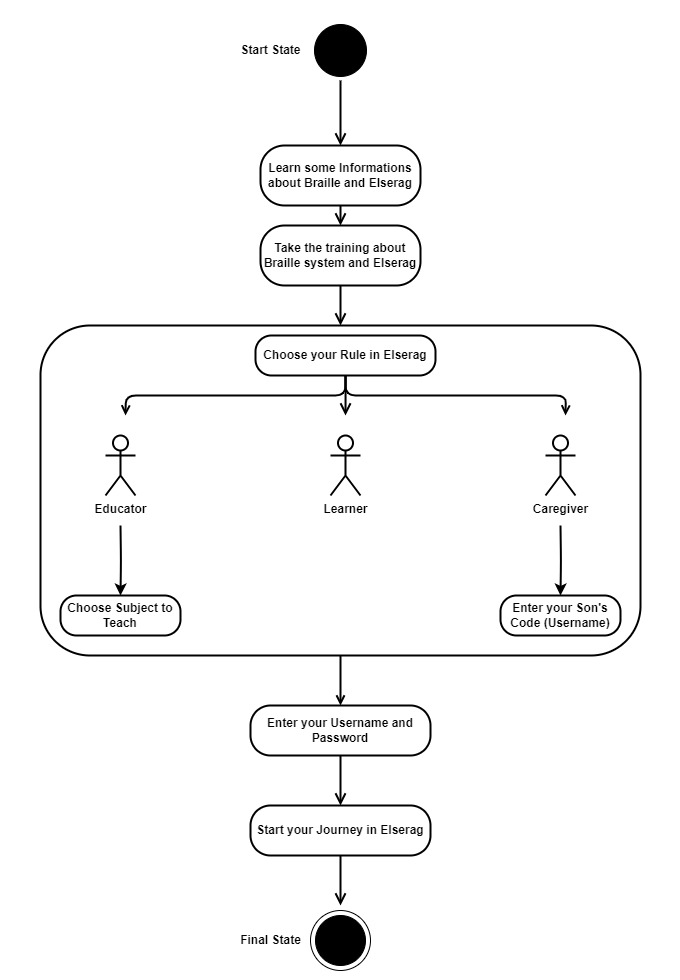 Start State
Learn some Informations
about Braille and Elserag
Take the training about
Braille system and Elserag
Choose your Rule in Elserag
Educator
Learner
Caregiver
Choose Subject to
Teach
Enter your Son's
Code (Username)
Enter your Username and
Password
Start your Journey in Elserag
Final State